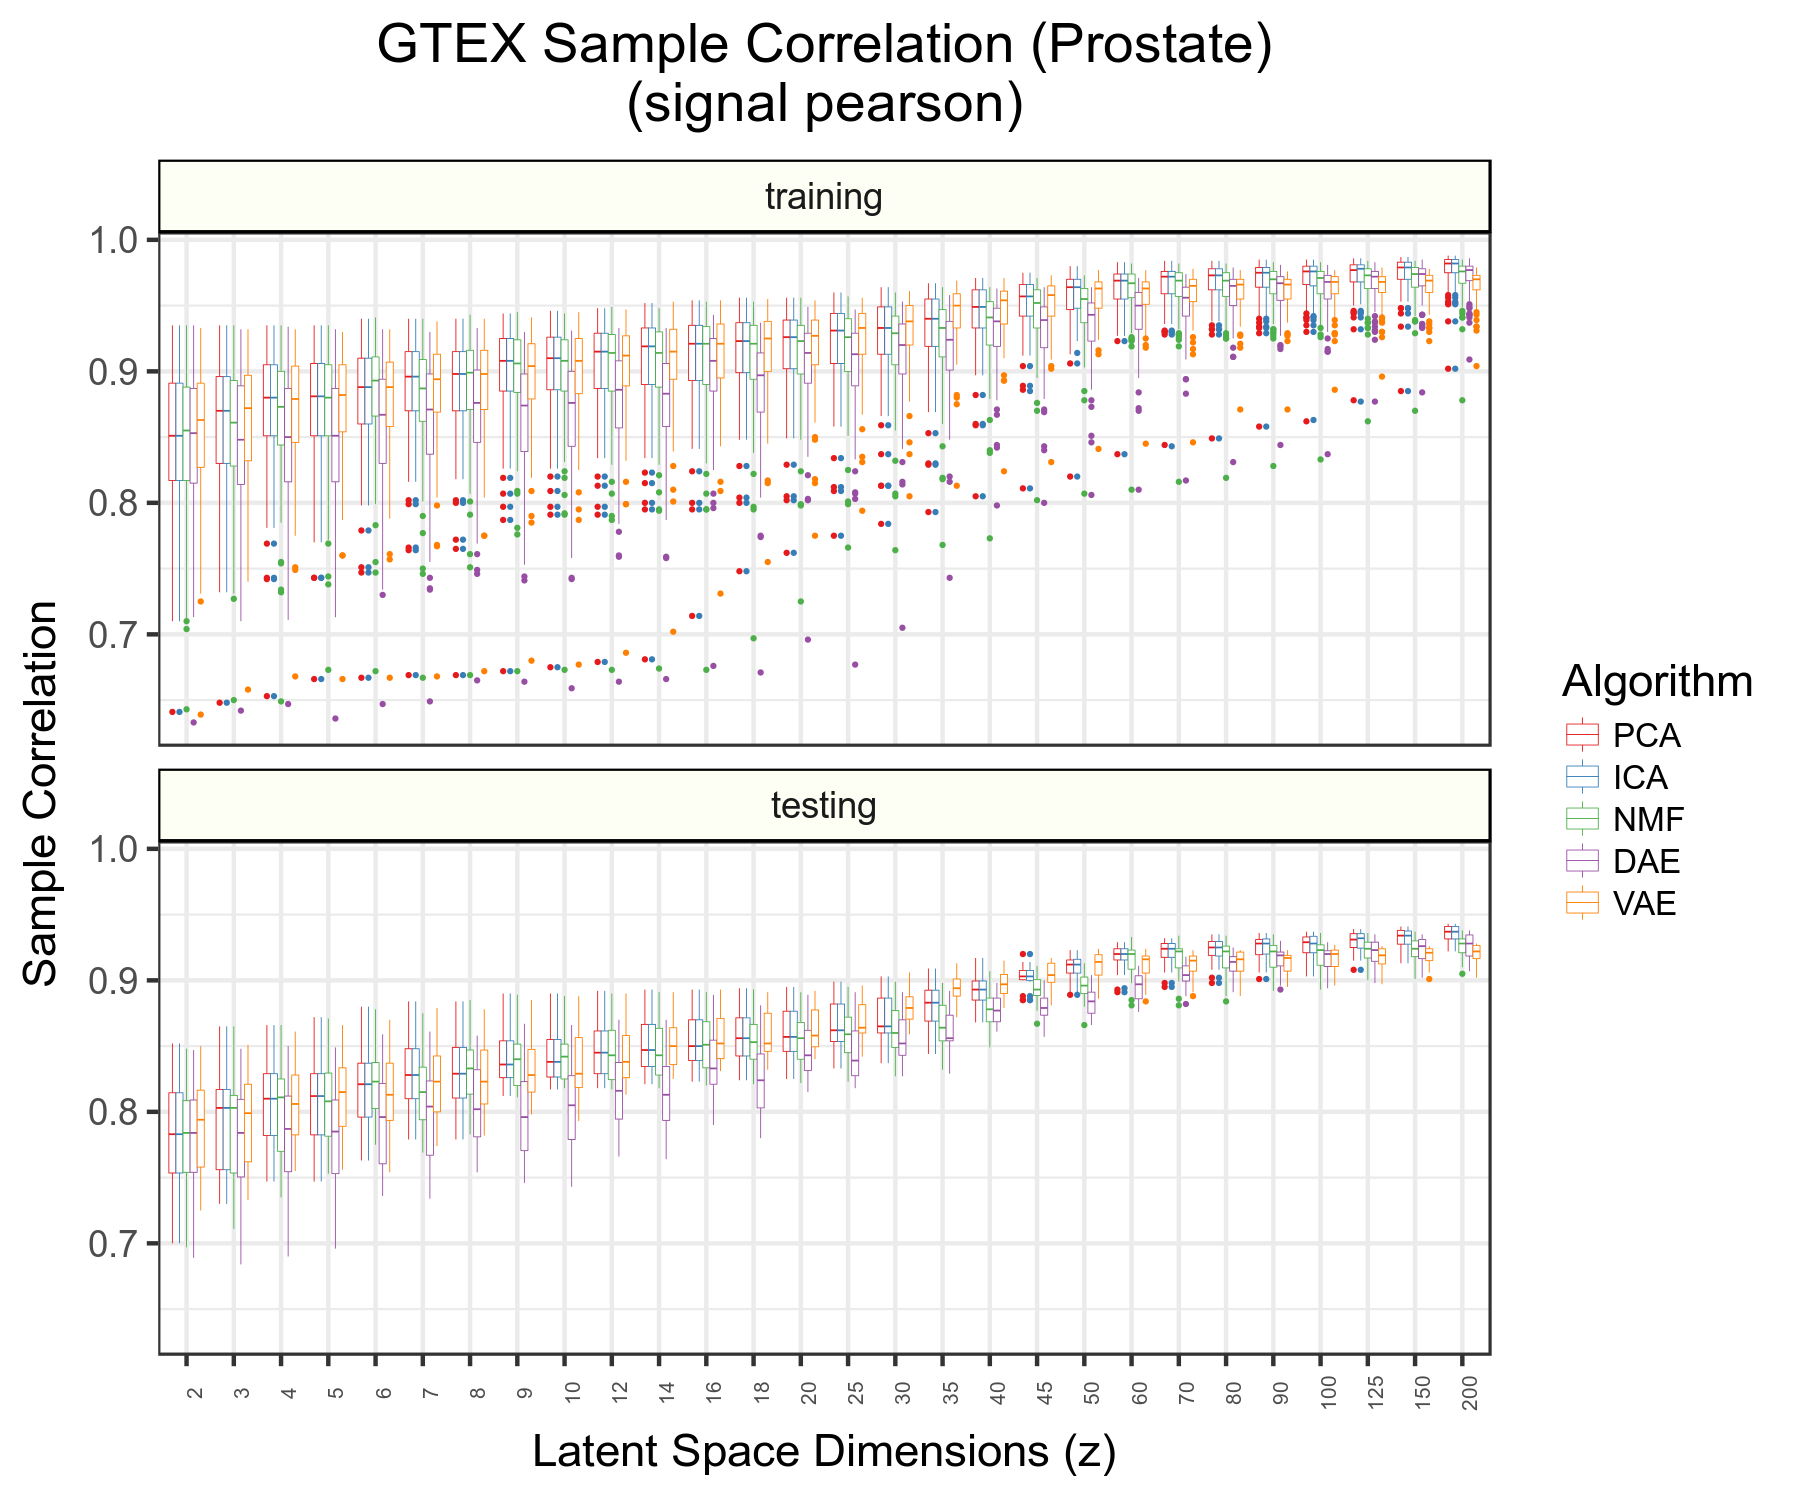 GTEX Sample Correlation (Prostate)
(signal pearson)
training
1.0
0.9
0.8
0.7
testing
1.0
0.9
0.8
0.7
Sample Correlation
2 3 4 5 6 7 8 9 10 12 14 16 18 20 25 30 35 40 45 50 60 70 80 90 100 125 150 200
Latent Space Dimensions (z)
Algorithm
PCA
ICA
NMF
DAE
VAE